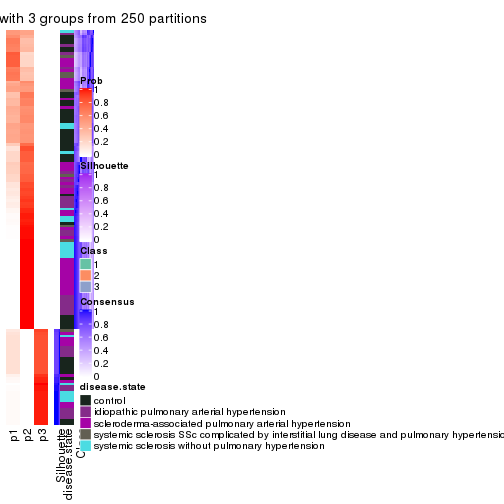 with 3 groups from 250 partitions
Prob
1
0.8
0.6
0.4
0.2
0
Silhouette
1
0.8
0.6
0.4
0.2
0
Class
1
2
3
Consensus
1
0.8
0.6
0.4
0.2
0
disease.state
control
idiopathic pulmonary arterial hypertension
scleroderma-associated pulmonary arterial hypertension
systemic sclerosis SSc complicated by interstitial lung disease and pulmonary hypertensio
systemic sclerosis without pulmonary hypertension
p1
p2
p3
Silhouette
disease.state